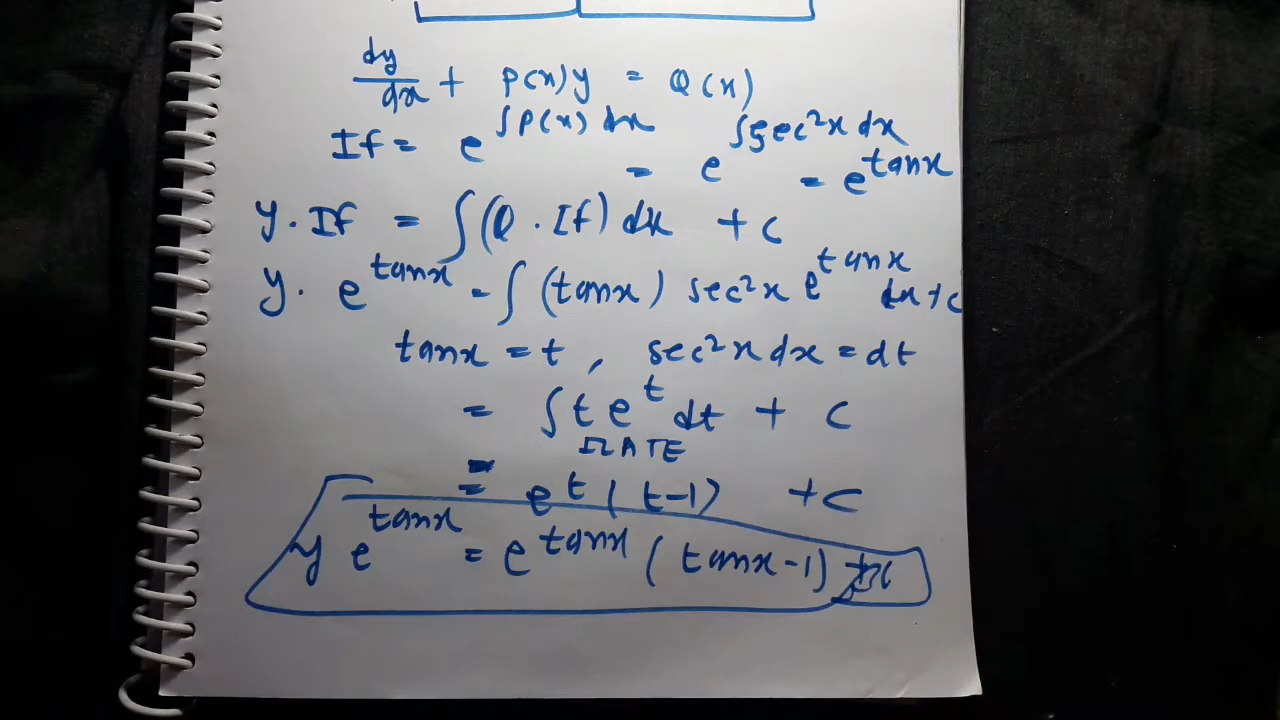 dy/dx + P(x)y = Q(x)
If = e^∫P(x)dx = e^∫sec²x dx = e^tanx
y. If = ∫(Q . If) dx + c
y. e^tanx = ∫(tanx) sec²x e^tanx dx + c
tanx = t , sec²x dx = dt
= ∫t e^t dt + c
ILATE
= e^t (t-1) + c
y e^tanx = e^tanx (tanx-1) + c